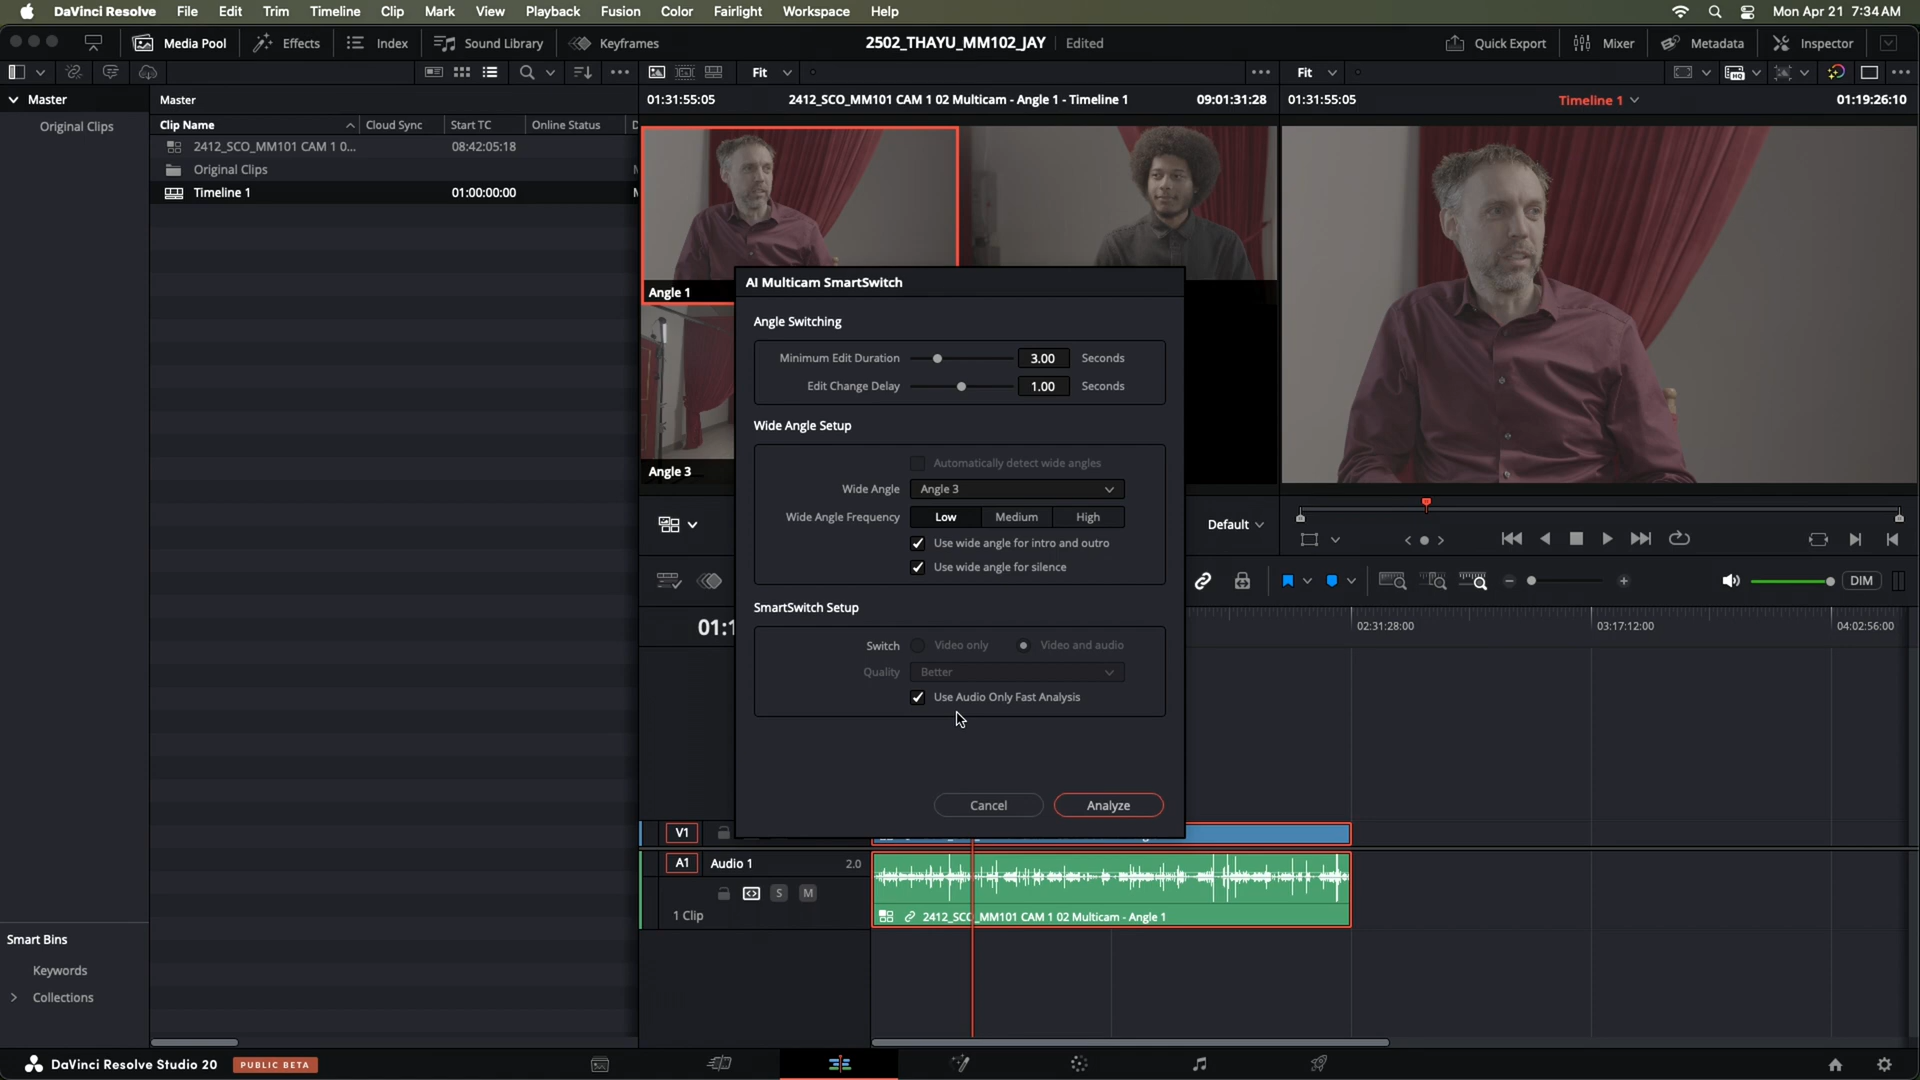 DaVinci Resolve File Edit Trim Timeline Clip Mark View Playback Fusion Color Fairlight Workspace Help Mon Apr 21 7:34 AM
Media Pool Effects Index Sound Library Keyframes 2502_THAYU_MM102_JAY Edited Quick Export Mixer Metadata Inspector
Fit Fit
Master Master 01:31:55:05 2412_SCO_MM101 CAM 1 02 Multicam - Angle 1 - Timeline 1 09:01:31:28 01:31:55:05 Timeline 1 01:19:26:10
Original Clips
Clip Name Cloud Sync Start TC Online Status
2412_SCO_MM101 CAM 1 0... 08:42:05:18
Original Clips
Timeline 1 01:00:00:00
Angle 1
Angle 3
AI Multicam SmartSwitch
Angle Switching
Minimum Edit Duration 3.00 Seconds
Edit Change Delay 1.00 Seconds
Wide Angle Setup
Automatically detect wide angles
Wide Angle Angle 3
Wide Angle Frequency Low Medium High
Use wide angle for intro and outro
Use wide angle for silence
SmartSwitch Setup
Switch Video only Video and audio
Quality Better
Use Audio Only Fast Analysis
Cancel Analyze
Default
DIM
01:1
02:31:28:00 03:17:12:00 04:02:56:00
V1
A1 Audio 1 2.0
S M
1 Clip
2412_SCO_MM101 CAM 1 02 Multicam - Angle 1
Smart Bins
Keywords
Collections
DaVinci Resolve Studio 20 PUBLIC BETA